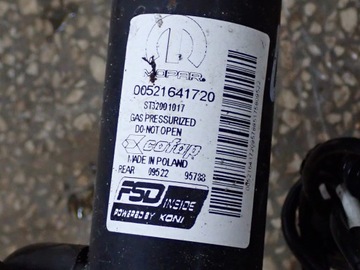 MOPAR
00521641720
ST32001017
GAS PRESSURIZED
DO NOT OPEN
cofap
MADE IN POLAND
REAR 09522 95788
FSD INSIDE
POWERED BY KONI